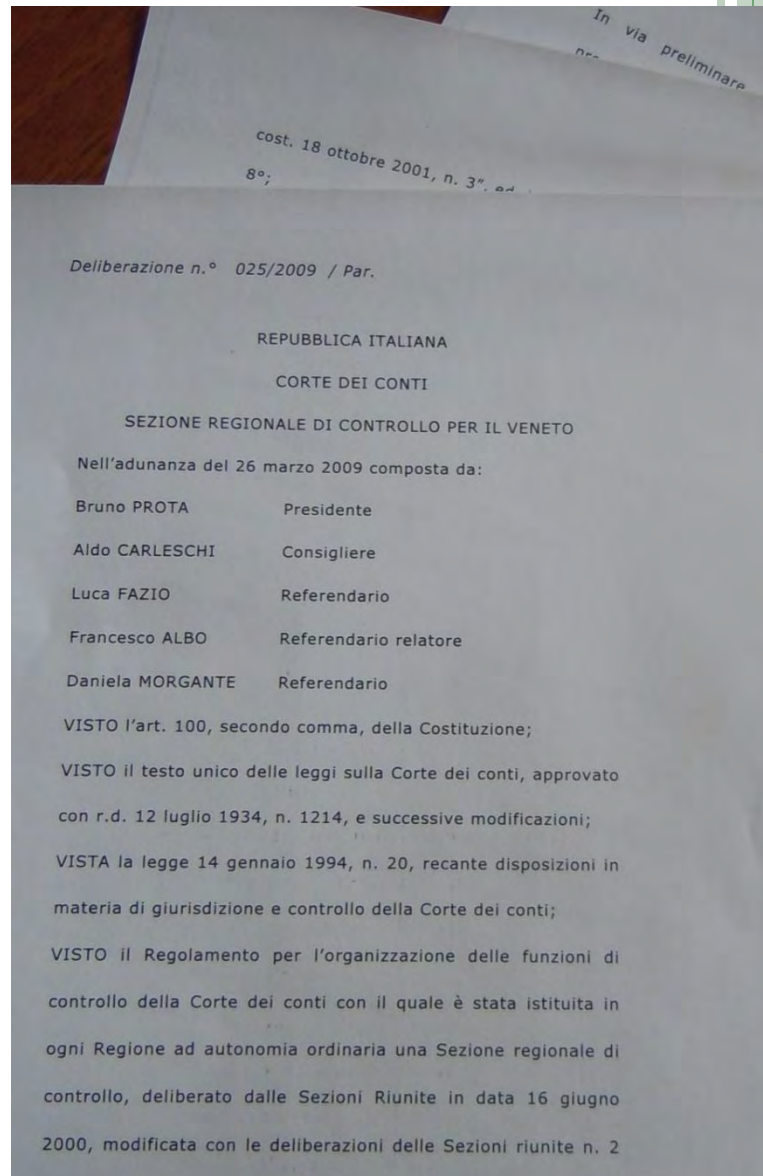 In via preliminare
cost. 18 ottobre 2001, n. 3", ed
8°;
Deliberazione n.° 025/2009 / Par.
REPUBBLICA ITALIANA
CORTE DEI CONTI
SEZIONE REGIONALE DI CONTROLLO PER IL VENETO
Nell'adunanza del 26 marzo 2009 composta da:
Bruno PROTA Presidente
Aldo CARLESCHI Consigliere
Luca FAZIO Referendario
Francesco ALBO Referendario relatore
Daniela MORGANTE Referendario
VISTO l'art. 100, secondo comma, della Costituzione;
VISTO il testo unico delle leggi sulla Corte dei conti, approvato
con r.d. 12 luglio 1934, n. 1214, e successive modificazioni;
VISTA la legge 14 gennaio 1994, n. 20, recante disposizioni in
materia di giurisdizione e controllo della Corte dei conti;
VISTO il Regolamento per l'organizzazione delle funzioni di
controllo della Corte dei conti con il quale è stata istituita in
ogni Regione ad autonomia ordinaria una Sezione regionale di
controllo, deliberato dalle Sezioni Riunite in data 16 giugno
2000, modificata con le deliberazioni delle Sezioni riunite n. 2